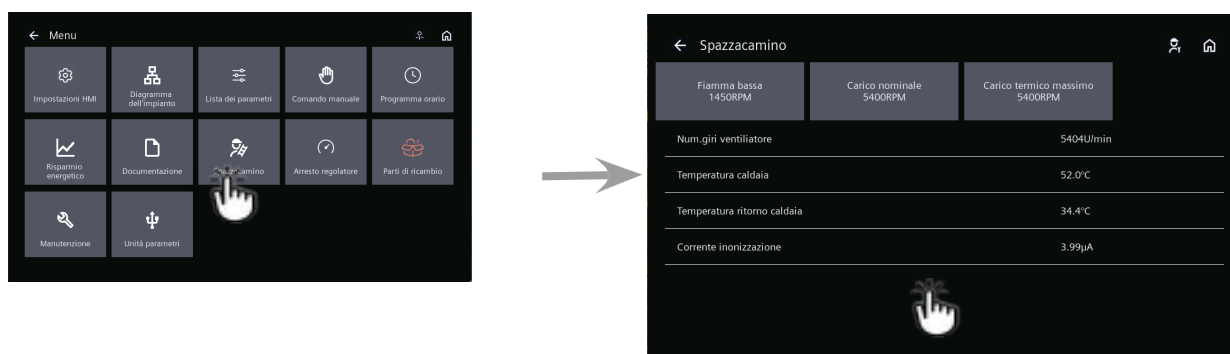 Menu
Impostazioni HMI
Diagramma
dell'impianto
Lista dei parametri
Comando manuale
Programma orario
Risparmio
energetico
Documentazione
Arresto regolatore
Parti di ricambio
Manutenzione
Unità parametri
Spazzacamino
Fiamma bassa
1450RPM
Carico nominale
5400RPM
Carico termico massimo
5400RPM
Num.giri ventiliatore 5404U/min
Temperatura caldaia 52.0°C
Temperatura ritorno caldaia 34.4°C
Corrente inonizzazione 3.99µA